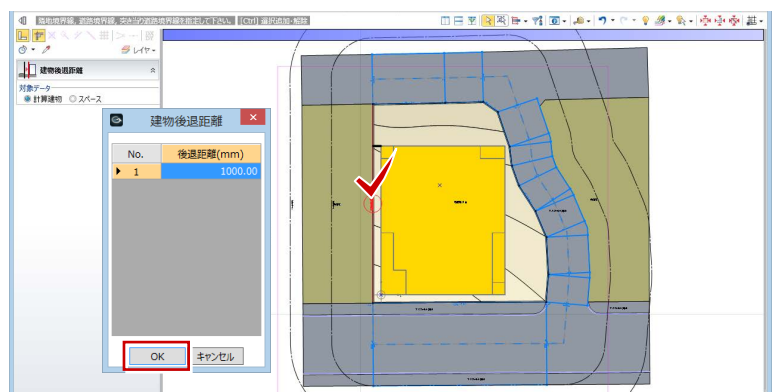 隣地境界線、道路境界線、突き当り道路境界線を指定して下さい。 [Ctrl] 選択追加・解除
レイヤ
建物後退距離
対象データ
計算建物 スペース
建物後退距離
No. 後退距離(mm)
1 1000.00
OK キャンセル